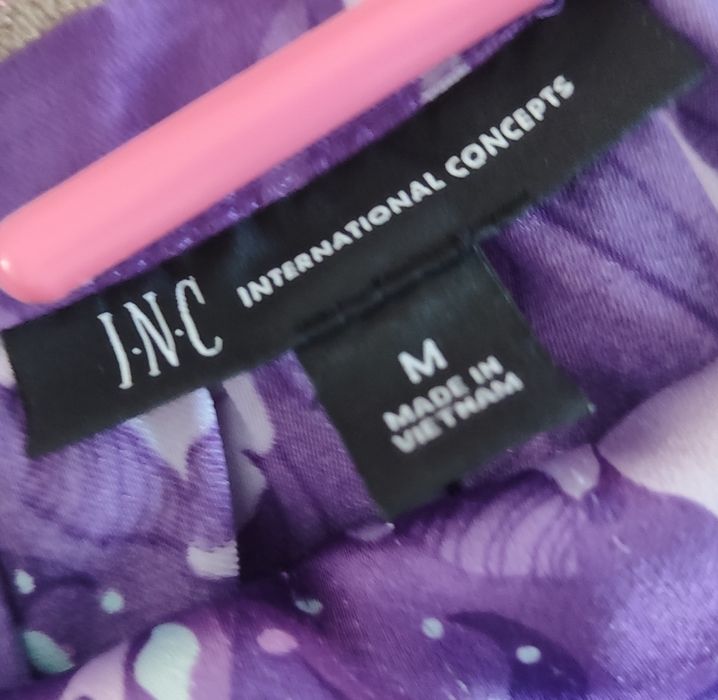 I·N·C INTERNATIONAL CONCEPTS
M
MADE IN
VIETNAM